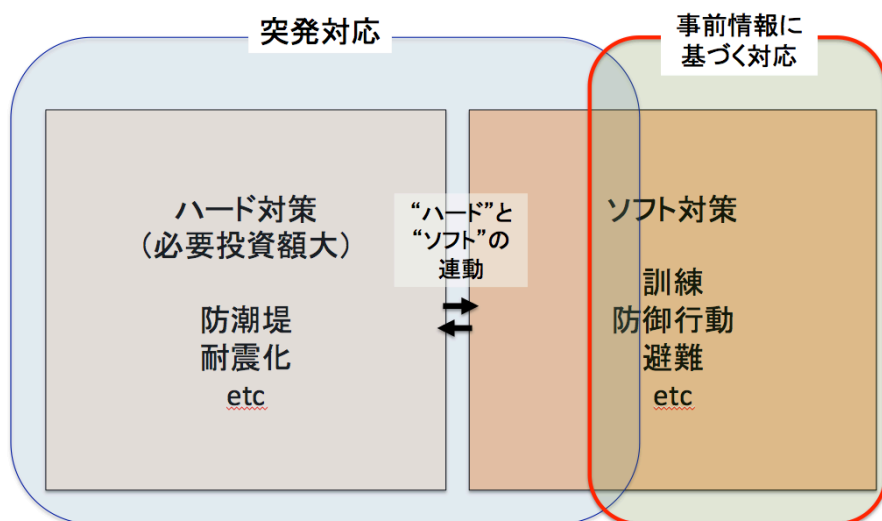 突発対応
事前情報に
基づく対応
ハード対策
（必要投資額大）
防潮堤
耐震化
etc
“ハード”と
“ソフト”の
連動
ソフト対策
訓練
防御行動
避難
etc